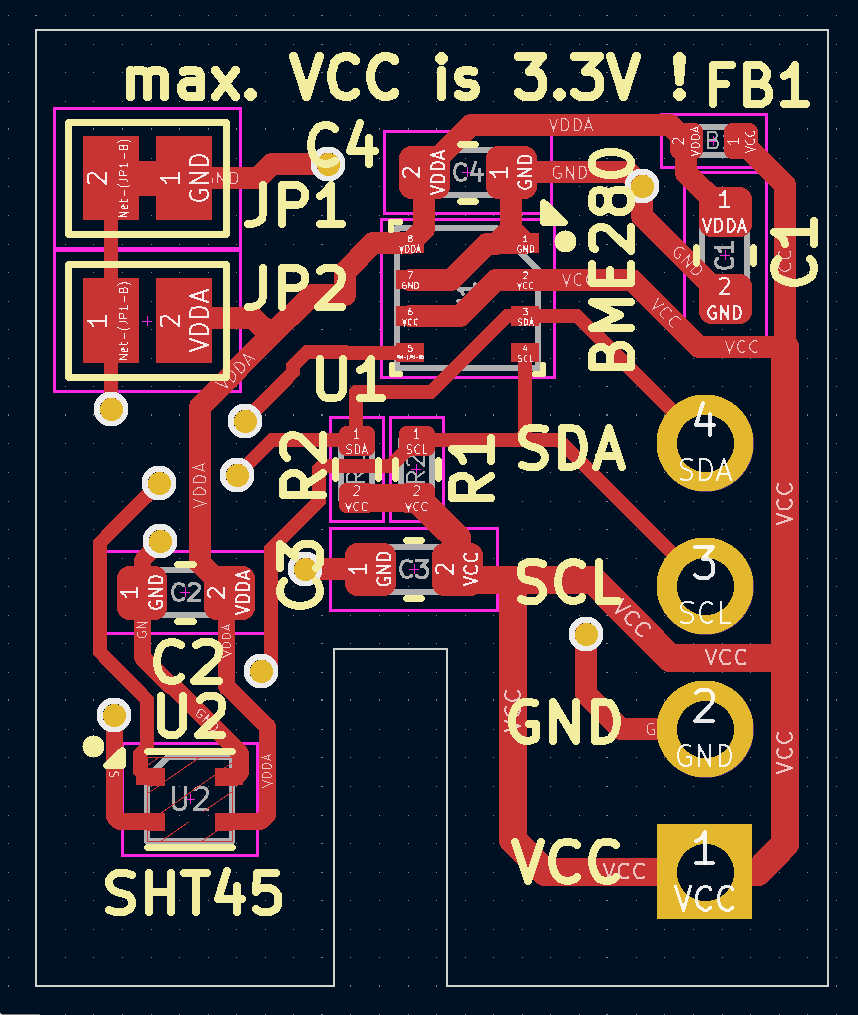 max. VCC is 3.3V !
FB1
C4
2
Net-(JP1-B)
1
GND
GND
JP1
2
VDDA
C4
1
GND
VDDA
GND
2
VDDA
B
1
VCC
BME280
1
VDDA
C1
2
GND
C1
GND
1
Net-(JP1-B)
2
VDDA
JP2
VDDA
8
VDDA
1
GND
7
GND
2
VCC
6
VCC
3
SDA
5
4
SCL
VCC
VCC
U1
R2
1
SDA
2
VCC
1
SCL
R2
2
VCC
R1
SDA
4
SDA
VCC
VDDA
C3
1
GND
C3
2
VCC
SCL
3
SCL
VCC
VCC
1
GND
C2
2
VDDA
GN
VDDA
C2
U2
GND
VDDA
U2
SHT45
VCC
GND
2
GND
VCC
VCC
VCC
1
VCC